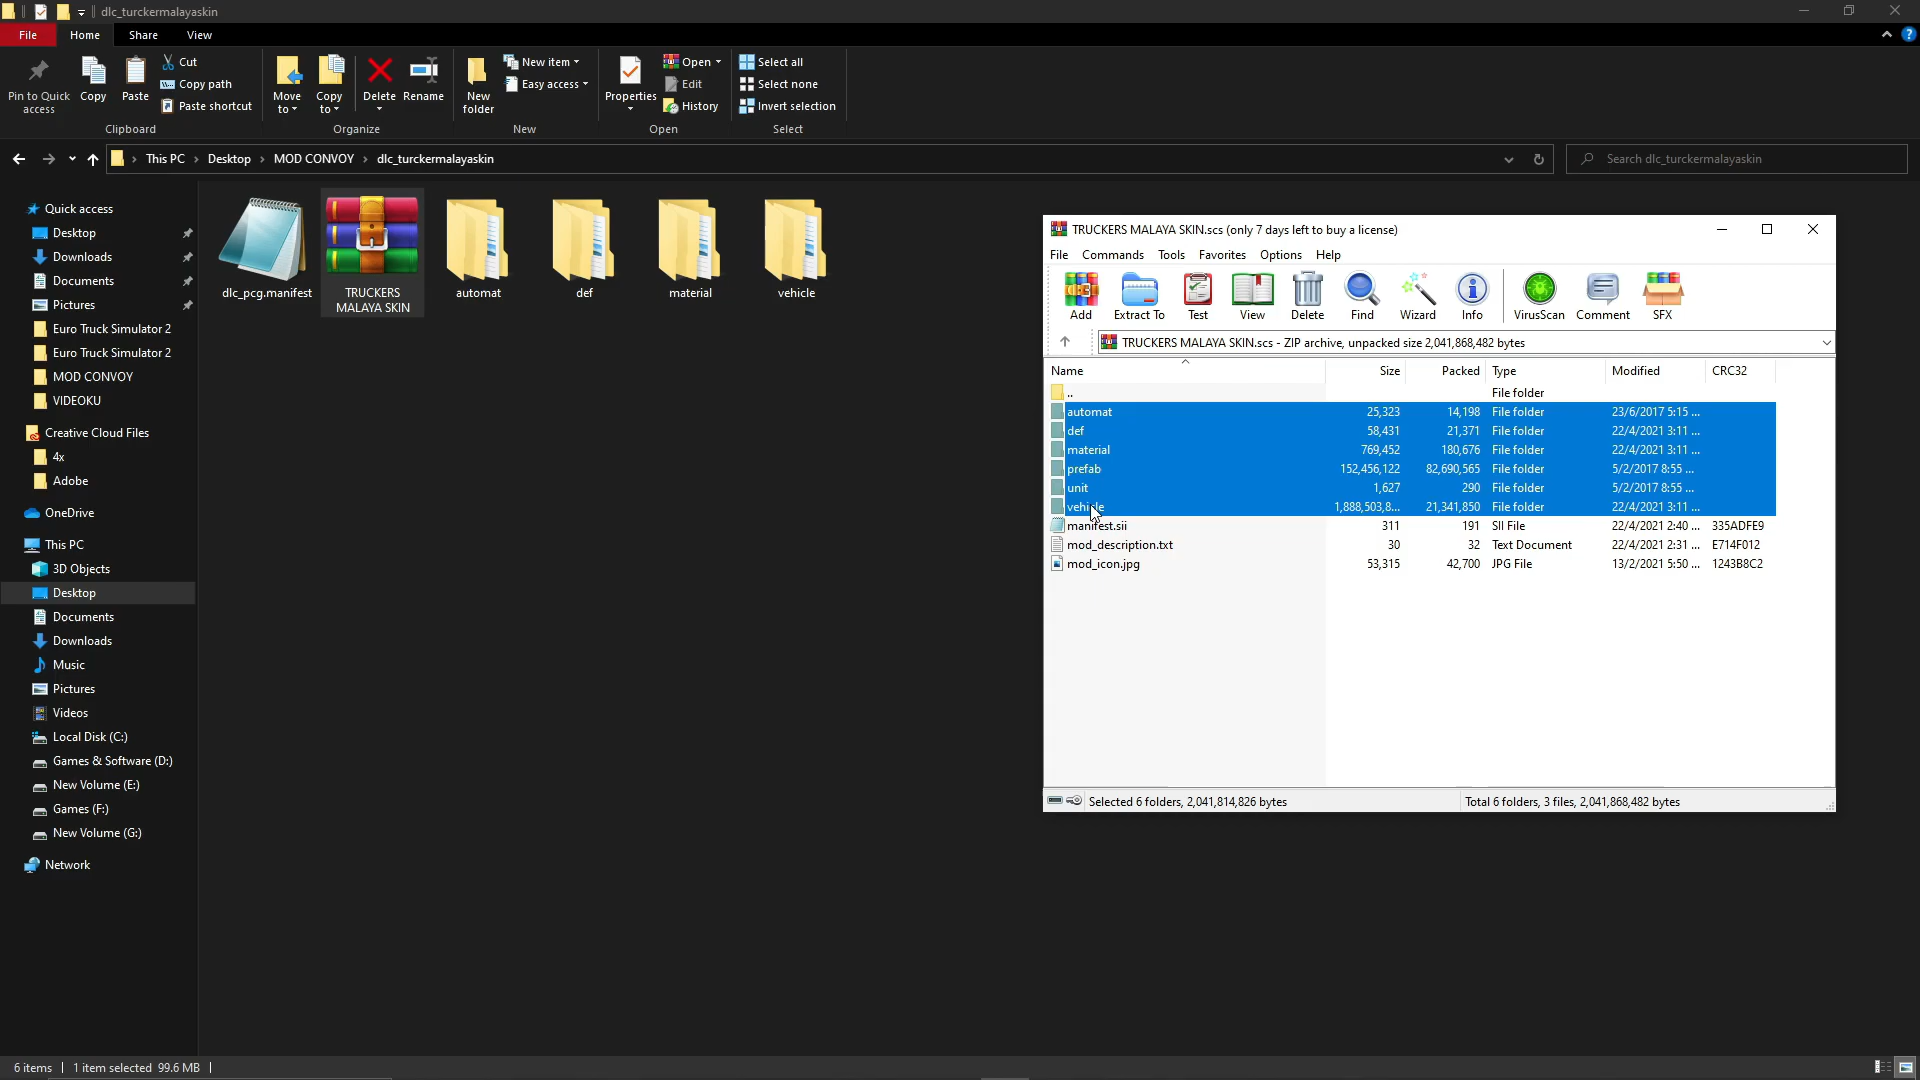 dlc_turckermalayaskin
File Home Share View
Pin to Quick access
Copy
Paste
Cut
Copy path
Paste shortcut
Clipboard
Move to
Copy to
Delete
Rename
Organize
New folder
New item
Easy access
New
Properties
Open
Edit
History
Open
Select all
Select none
Invert selection
Select
This PC > Desktop > MOD CONVOY > dlc_turckermalayaskin
Search dlc_turckermalayaskin
Quick access
Desktop
Downloads
Documents
Pictures
Euro Truck Simulator 2
Euro Truck Simulator 2
MOD CONVOY
VIDEOKU
Creative Cloud Files
4x
Adobe
OneDrive
This PC
3D Objects
Desktop
Documents
Downloads
Music
Pictures
Videos
Local Disk (C:)
Games & Software (D:)
New Volume (E:)
Games (F:)
New Volume (G:)
Network
dlc_pcg.manifest
TRUCKERS
MALAYA SKIN
automat
def
material
vehicle
TRUCKERS MALAYA SKIN.scs (only 7 days left to buy a license)
File Commands Tools Favorites Options Help
Add Extract To Test View Delete Find Wizard Info VirusScan Comment SFX
TRUCKERS MALAYA SKIN.scs - ZIP archive, unpacked size 2,041,868,482 bytes
Name Size Packed Type Modified CRC32
.. File folder
automat 25,323 14,198 File folder 23/6/2017 5:15 ...
def 58,431 21,371 File folder 22/4/2021 3:11 ...
material 769,452 180,676 File folder 22/4/2021 3:11 ...
prefab 152,456,122 82,690,565 File folder 5/2/2017 8:55 ...
unit 1,627 290 File folder 5/2/2017 8:55 ...
vehicle 1,888,503,8... 21,341,850 File folder 22/4/2021 3:11 ...
manifest.sii 311 191 SII File 22/4/2021 2:40 ... 335ADFE9
mod_description.txt 30 32 Text Document 22/4/2021 2:31 ... E714F012
mod_icon.jpg 53,315 42,700 JPG File 13/2/2021 5:50 ... 1243B8C2
Selected 6 folders, 2,041,814,826 bytes
Total 6 folders, 3 files, 2,041,868,482 bytes
6 items
1 item selected 99.6 MB